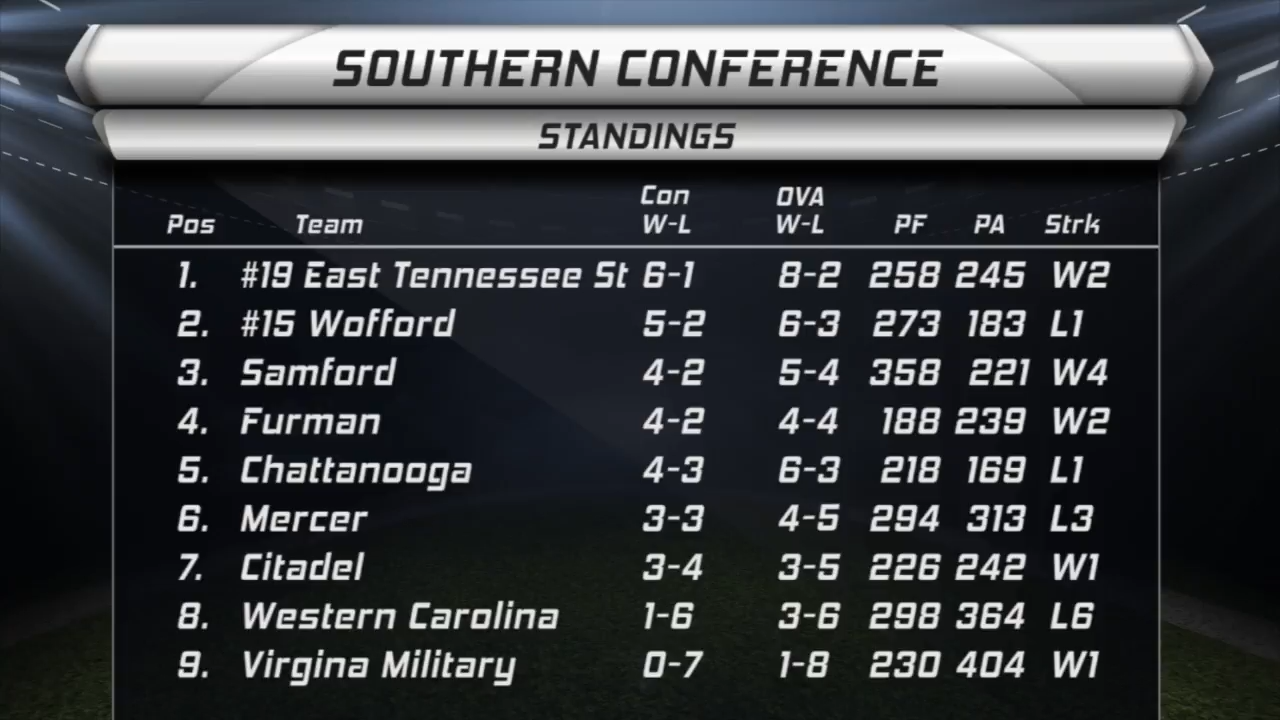 SOUTHERN CONFERENCE
STANDINGS
Con OVA
Pos Team W-L W-L PF PA Strk
1. #19 East Tennessee St 6-1 8-2 258 245 W2
2. #15 Wofford 5-2 6-3 273 183 L1
3. Samford 4-2 5-4 358 221 W4
4. Furman 4-2 4-4 188 239 W2
5. Chattanooga 4-3 6-3 218 169 L1
6. Mercer 3-3 4-5 294 313 L3
7. Citadel 3-4 3-5 226 242 W1
8. Western Carolina 1-6 3-6 298 364 L6
9. Virgina Military 0-7 1-8 230 404 W1